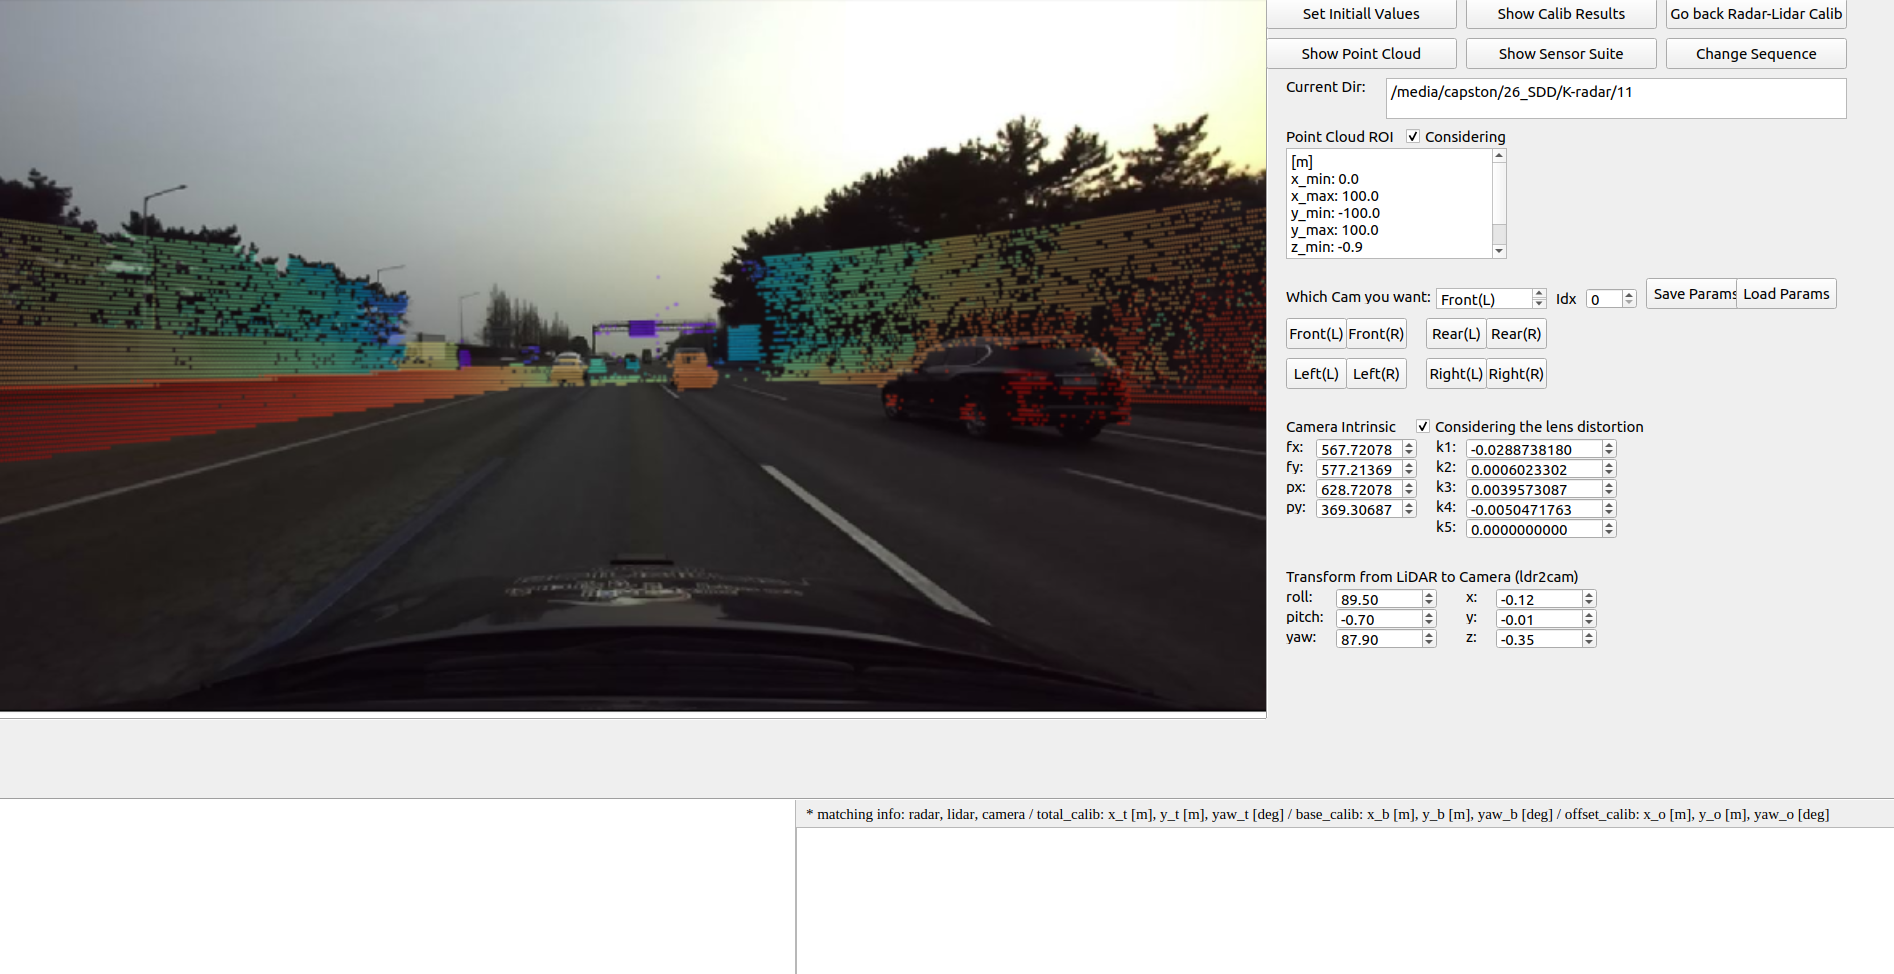 Set Initiall Values
Show Calib Results
Go back Radar-Lidar Calib
Show Point Cloud
Show Sensor Suite
Change Sequence
Current Dir:
/media/capston/26_SDD/K-radar/11
Point Cloud ROI
Considering
[m]
x_min: 0.0
x_max: 100.0
y_min: -100.0
y_max: 100.0
z_min: -0.9
Which Cam you want:
Front(L)
Idx
0
Save Params
Load Params
Front(L)
Front(R)
Rear(L)
Rear(R)
Left(L)
Left(R)
Right(L)
Right(R)
Camera Intrinsic
Considering the lens distortion
fx: 567.72078
k1: -0.0288738180
fy: 577.21369
k2: 0.0006023302
px: 628.72078
k3: 0.0039573087
py: 369.30687
k4: -0.0050471763
k5: 0.0000000000
Transform from LiDAR to Camera (ldr2cam)
roll: 89.50
x: -0.12
pitch: -0.70
y: -0.01
yaw: 87.90
z: -0.35
* matching info: radar, lidar, camera / total_calib: x_t [m], y_t [m], yaw_t [deg] / base_calib: x_b [m], y_b [m], yaw_b [deg] / offset_calib: x_o [m], y_o [m], yaw_o [deg]